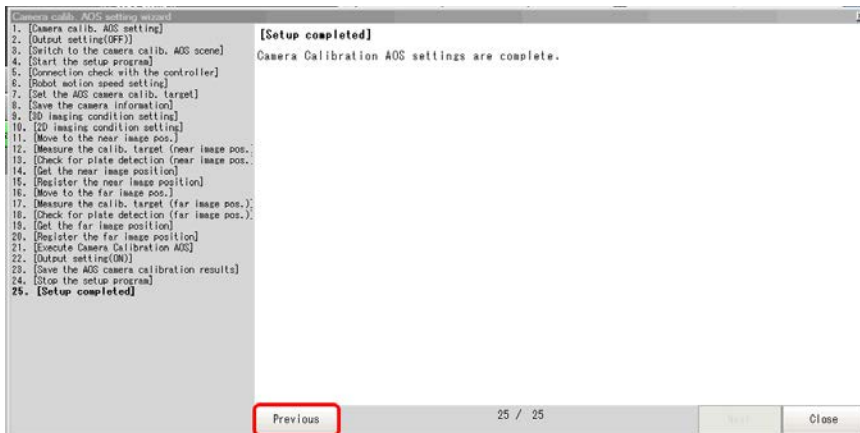 Camera calib. AOS setting wizard
1. [Camera calib. AOS setting]
2. [Output setting(OFF)]
3. [Switch to the camera calib. AOS scene]
4. [Start the setup program]
5. [Connection check with the controller]
6. [Robot motion speed setting]
7. [Set the AOS camera calib. target]
8. [Save the camera information]
9. [3D imaging condition setting]
10. [2D imaging condition setting]
11. [Move to the near image pos.]
12. [Measure the calib. target (near image pos.
13. [Check for plate detection (near image pos.
14. [Get the near image position]
15. [Register the near image position]
16. [Move to the far image pos.]
17. [Measure the calib. target (far image pos.)]
18. [Check for plate detection (far image pos.)]
19. [Get the far image position]
20. [Register the far image position]
21. [Execute Camera Calibration AOS]
22. [Output setting(ON)]
23. [Save the AOS camera calibration results]
24. [Stop the setup program]
25. [Setup completed]
[Setup completed]
Camera Calibration AOS settings are complete.
Previous
25 / 25
Next
Close